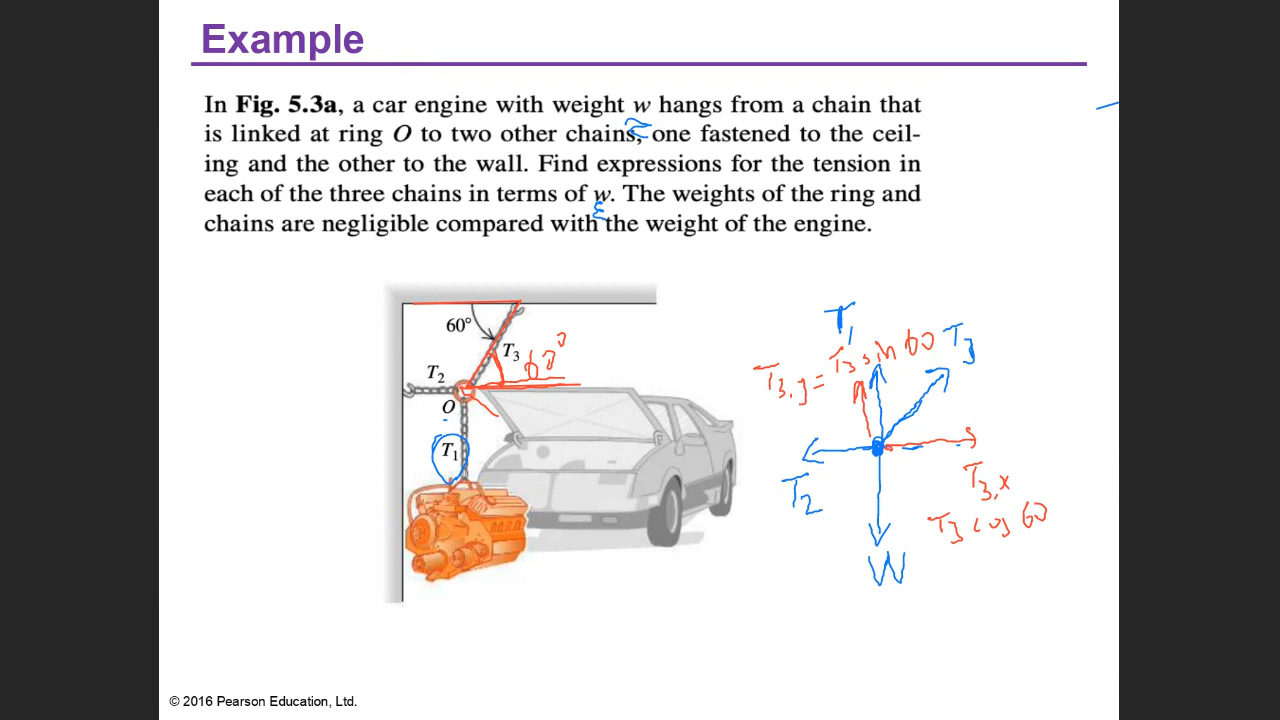 Example
In Fig. 5.3a, a car engine with weight w hangs from a chain that
is linked at ring O to two other chains, one fastened to the ceil-
ing and the other to the wall. Find expressions for the tension in
each of the three chains in terms of w. The weights of the ring and
chains are negligible compared with the weight of the engine.
60°
T3
60°
T2
O
T1
T1
T3,y = T3 sin 60
T3
T2
T3,x
T3 cos 60
W
© 2016 Pearson Education, Ltd.